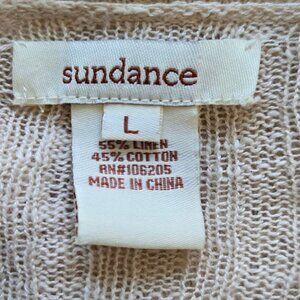 sundance
L
55% LINEN
45% COTTON
RN#106205
MADE IN CHINA